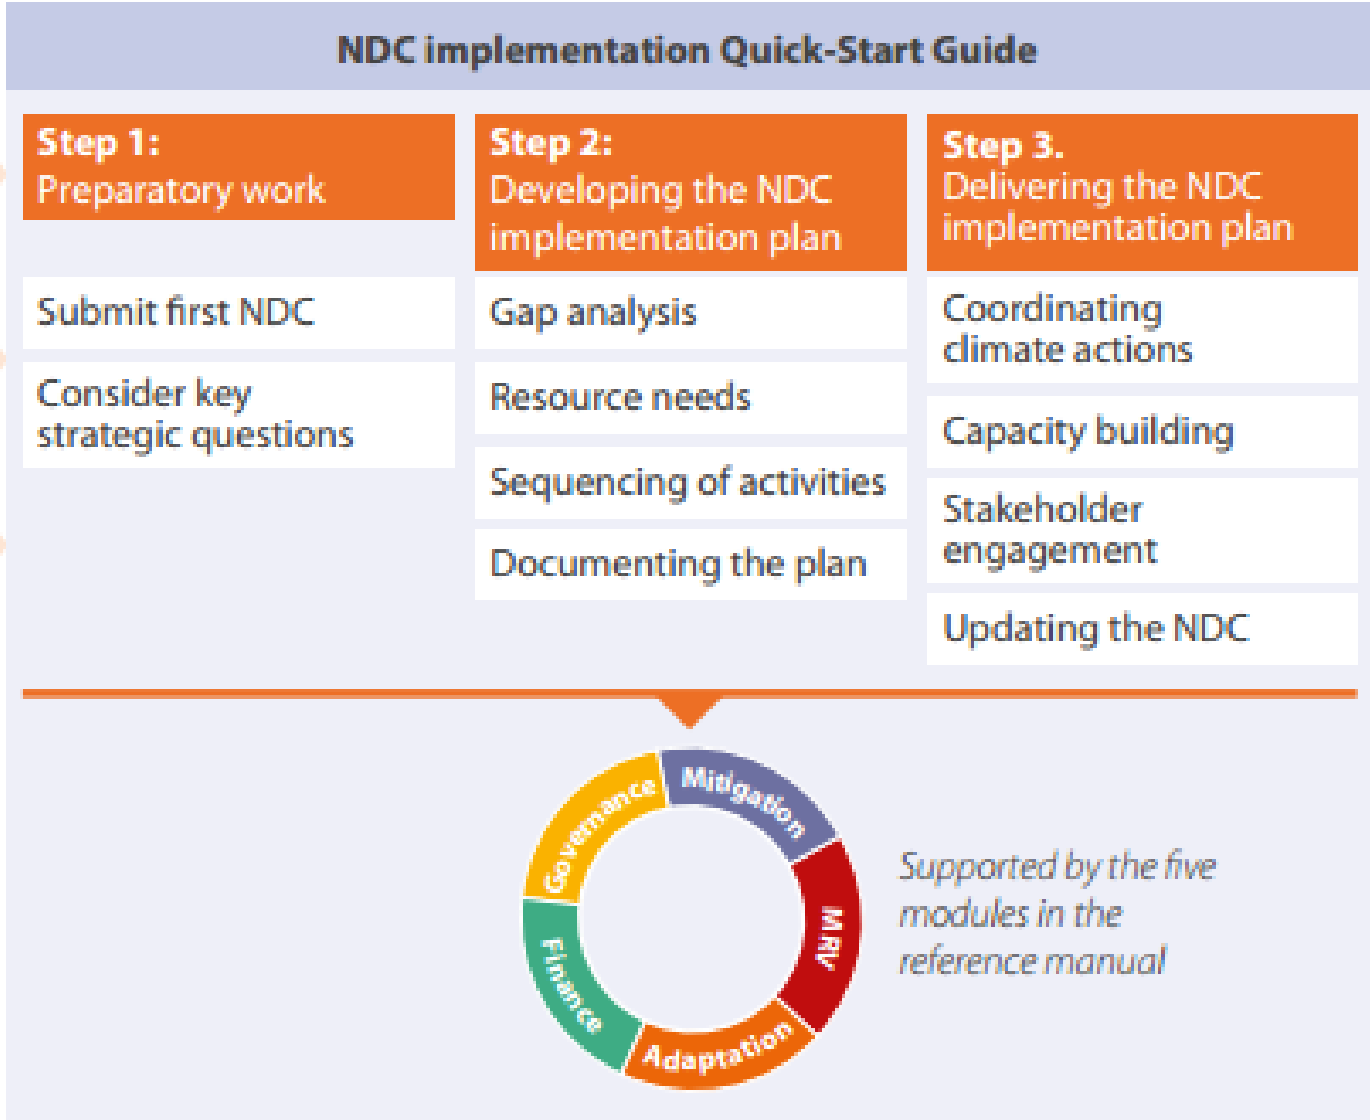 NDC implementation Quick-Start Guide
Step 1:
Preparatory work
Submit first NDC
Consider key
strategic questions
Step 2:
Developing the NDC
implementation plan
Gap analysis
Resource needs
Sequencing of activities
Documenting the plan
Step 3.
Delivering the NDC
implementation plan
Coordinating
climate actions
Capacity building
Stakeholder
engagement
Updating the NDC
Governance
Mitigation
MRV
Adaptation
Finance
Supported by the five
modules in the
reference manual